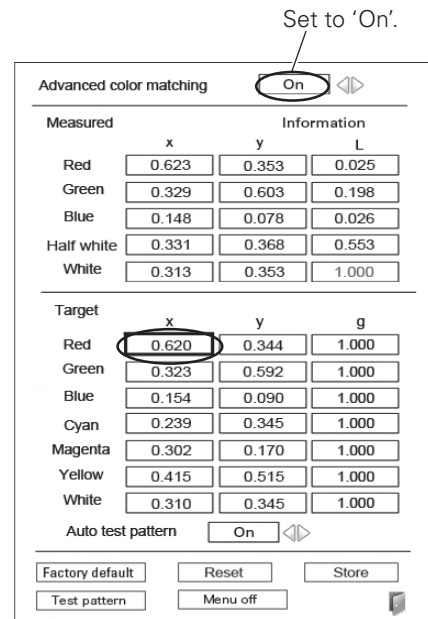 Set to ‘On’.
Advanced color matching On
Measured Information
x y L
Red 0.623 0.353 0.025
Green 0.329 0.603 0.198
Blue 0.148 0.078 0.026
Half white 0.331 0.368 0.553
White 0.313 0.353 1.000
Target
x y g
Red 0.620 0.344 1.000
Green 0.323 0.592 1.000
Blue 0.154 0.090 1.000
Cyan 0.239 0.345 1.000
Magenta 0.302 0.170 1.000
Yellow 0.415 0.515 1.000
White 0.310 0.345 1.000
Auto test pattern On
Factory default Reset Store
Test pattern Menu off